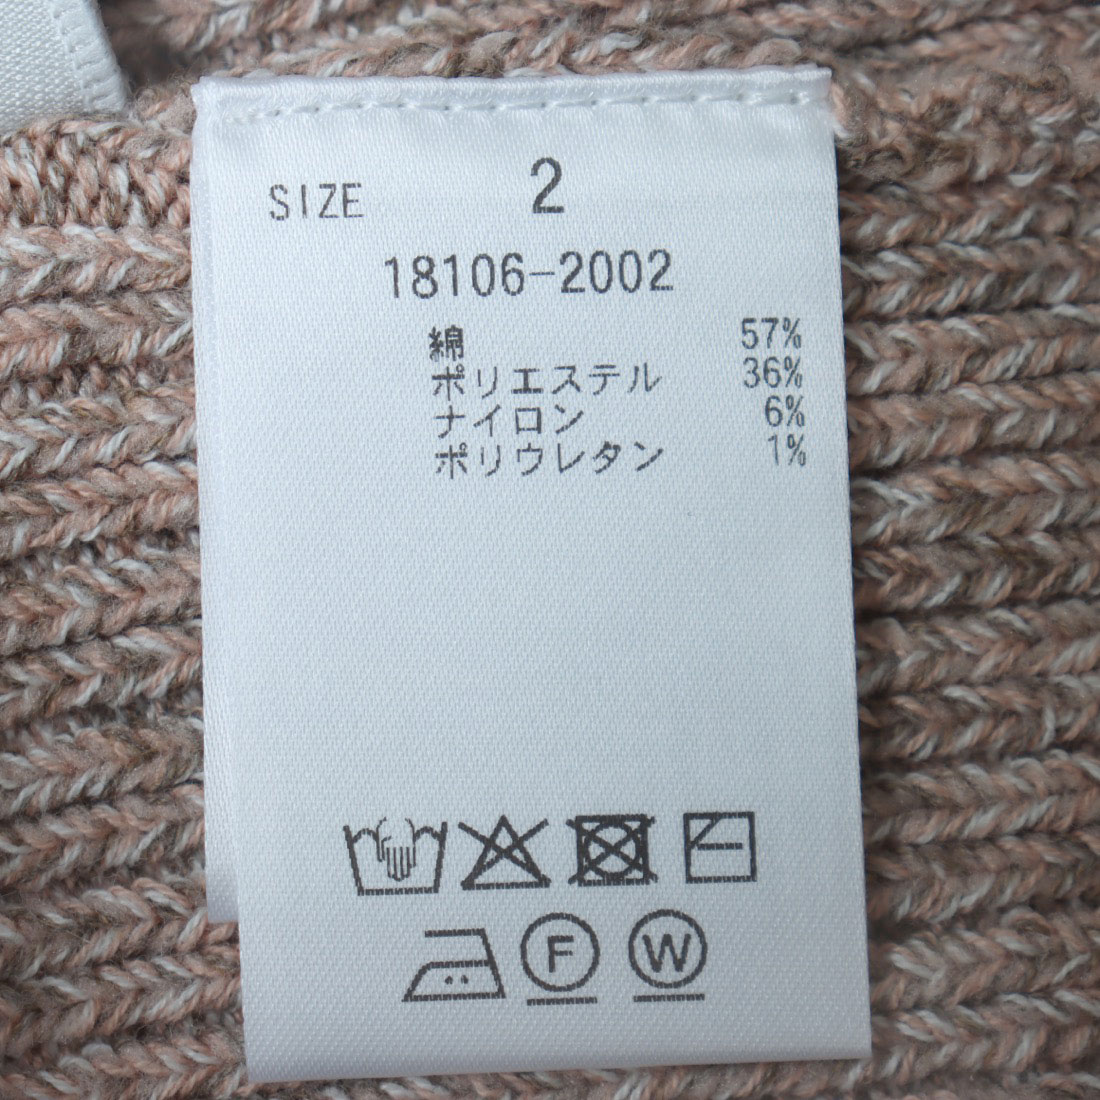 SIZE 2
18106-2002
綿 57%
ポリエステル 36%
ナイロン 6%
ポリウレタン 1%
F W